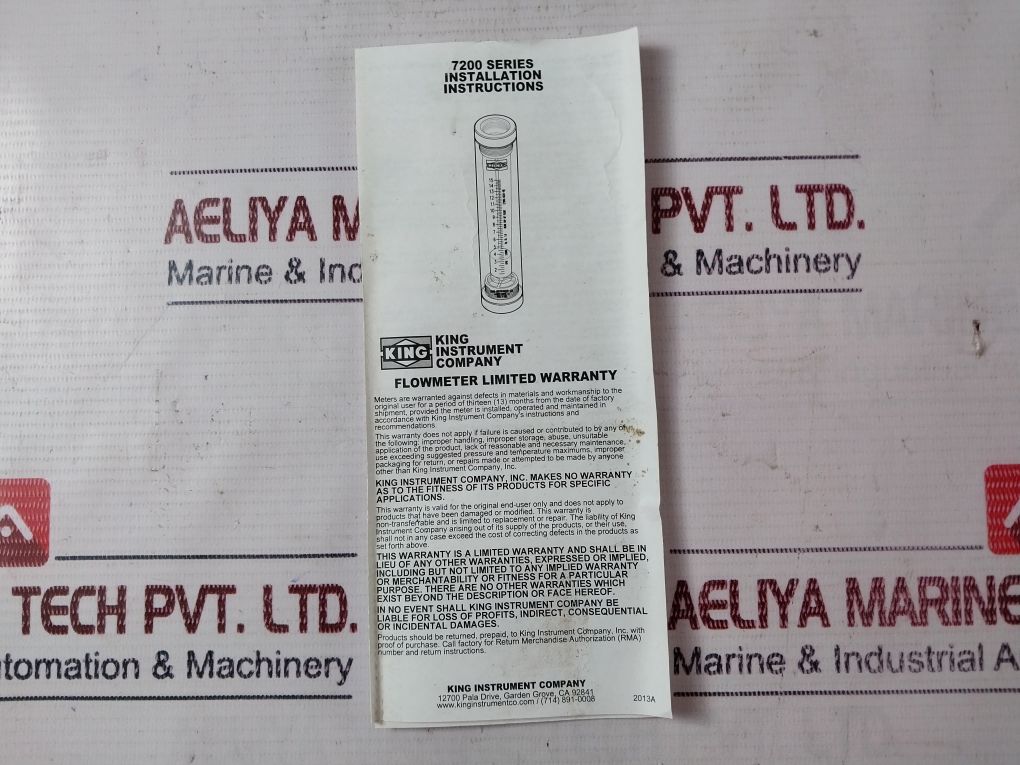 7200 SERIES
INSTALLATION
INSTRUCTIONS
KING
AELIYA M
PVT. LTD.
Marine & Ind
& Machinery
KING
KING
INSTRUMENT
COMPANY
FLOWMETER LIMITED WARRANTY
Meters are warranted against defects in materials and workmanship to the
original user for a period of thirteen (13) months from the date of factory
shipment, provided the meter is installed, operated and maintained in
accordance with King Instrument Company's instructions and
recommendations.
This warranty does not apply if failure is caused or contributed to by any of
the following: improper handling, improper storage, abuse, unsuitable
application of the product, lack of reasonable and necessary maintenance,
use exceeding suggested pressure and temperature maximums, improper
packaging for return, or repairs made or attempted to be made by anyone
other than King Instrument Company, Inc.
KING INSTRUMENT COMPANY, INC. MAKES NO WARRANTY
AS TO THE FITNESS OF ITS PRODUCTS FOR SPECIFIC
APPLICATIONS.
This warranty is valid for the original end-user only and does not apply to
products that have been damaged or modified. This warranty is
non-transferrable and is limited to replacement or repair. The liability of King
Instrument Company arising out of its supply of the products, or their use,
shall not in any case exceed the cost of correcting defects in the products as
set forth above.
THIS WARRANTY IS A LIMITED WARRANTY AND SHALL BE IN
LIEU OF ANY OTHER WARRANTIES, EXPRESSED OR IMPLIED,
INCLUDING BUT NOT LIMITED TO ANY IMPLIED WARRANTY
OR MERCHANTABILITY OR FITNESS FOR A PARTICULAR
PURPOSE. THERE ARE NO OTHER WARRANTIES WHICH
EXIST BEYOND THE DESCRIPTION OR FACE HEREOF.
IN NO EVENT SHALL KING INSTRUMENT COMPANY BE
LIABLE FOR LOSS OF PROFITS, INDIRECT, CONSEQUENTIAL
OR INCIDENTAL DAMAGES.
Products should be returned, prepaid, to King Instrument Company, Inc. with
proof of purchase. Call factory for Return Merchandise Authorization (RMA)
number and return instructions.
KING INSTRUMENT COMPANY
12700 Pala Drive, Garden Grove, CA 92841
www.kinginstrumentco.com / (714) 891-0008
2013A
TECH PVT. LTD.
utomation & Machinery
AELIYA MARINE
Marine & Industrial A